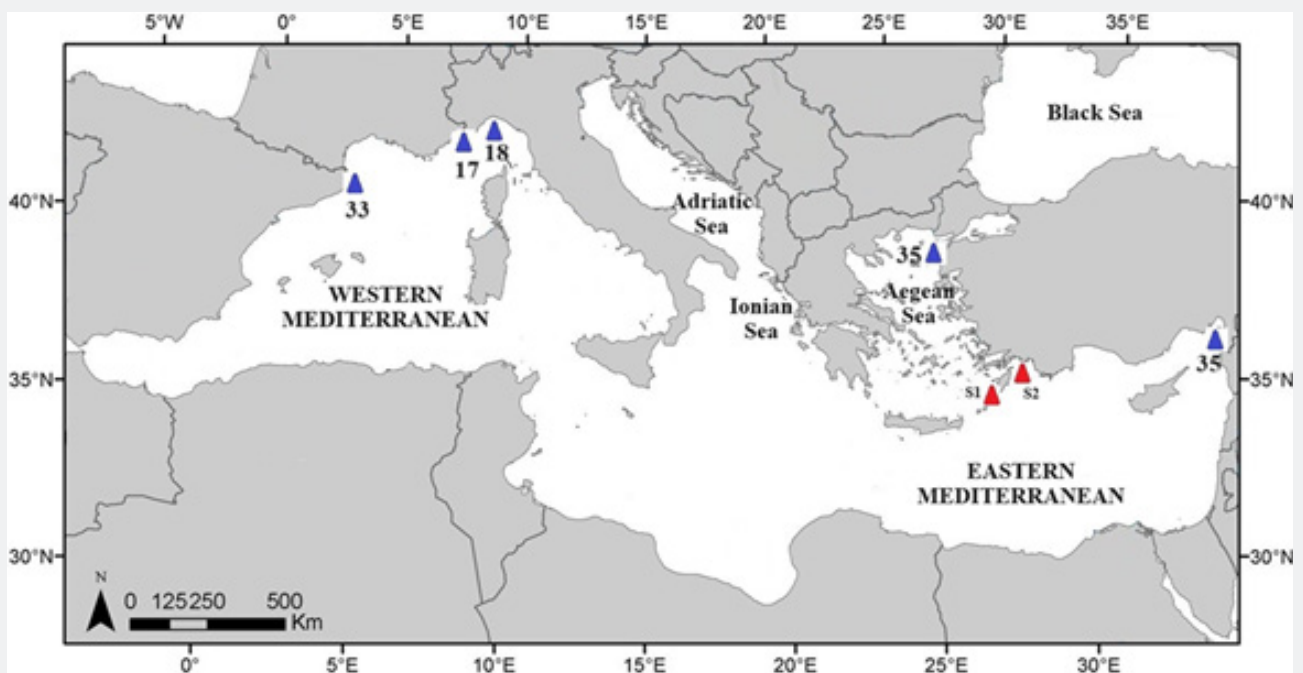 5°W 0° 5°E 10°E 15°E 20°E 25°E 30°E 35°E
Black Sea
17 18
40°N 33 40°N
Adriatic
Sea
35
WESTERN
MEDITERRANEAN
Ionian
Sea
Aegean
Sea
35
35°N 35°N
S1 S2
EASTERN
MEDITERRANEAN
30°N 30°N
N
0 125 250 500
Km
0° 5°E 10°E 15°E 20°E 25°E 30°E